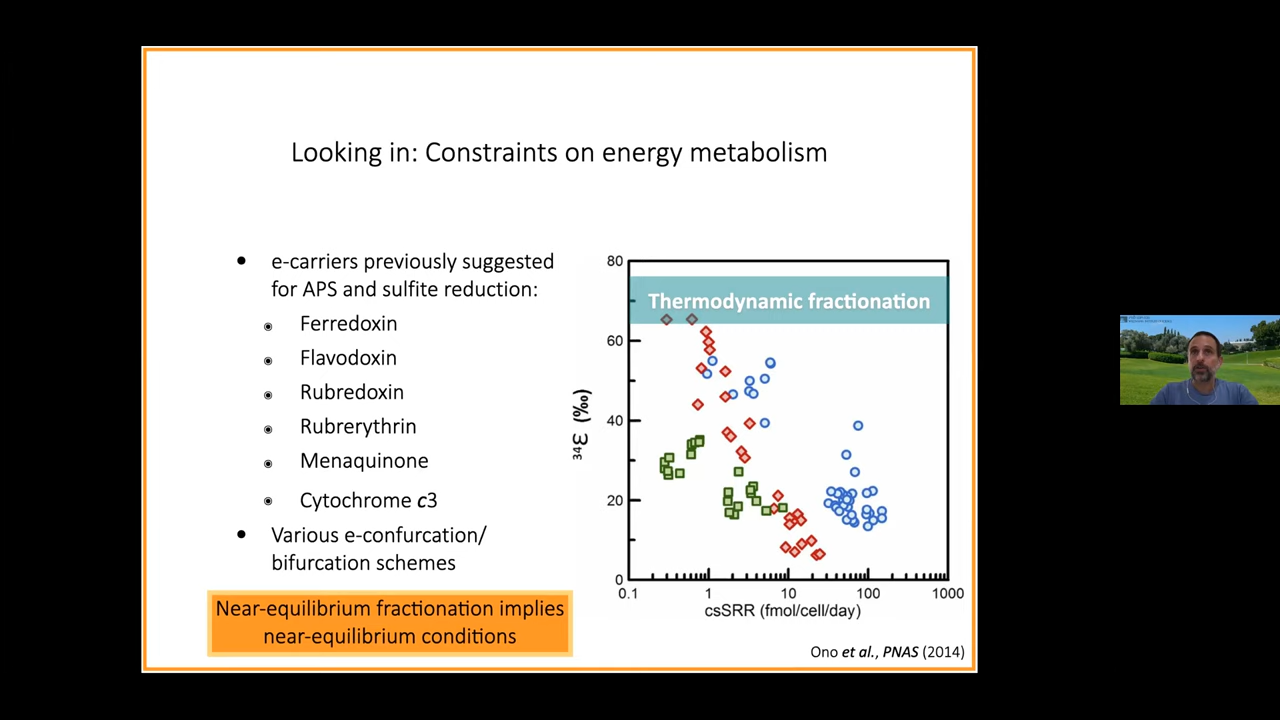 Looking in: Constraints on energy metabolism
e-carriers previously suggested
for APS and sulfite reduction:
Ferredoxin
Flavodoxin
Rubredoxin
Rubrerythrin
Menaquinone
Cytochrome c3
Various e-confurcation/
bifurcation schemes
Near-equilibrium fractionation implies
near-equilibrium conditions
80
60
40
20
0
³⁴ε (‰)
Thermodynamic fractionation
0.1 1 10 100 1000
csSRR (fmol/cell/day)
Ono et al., PNAS (2014)